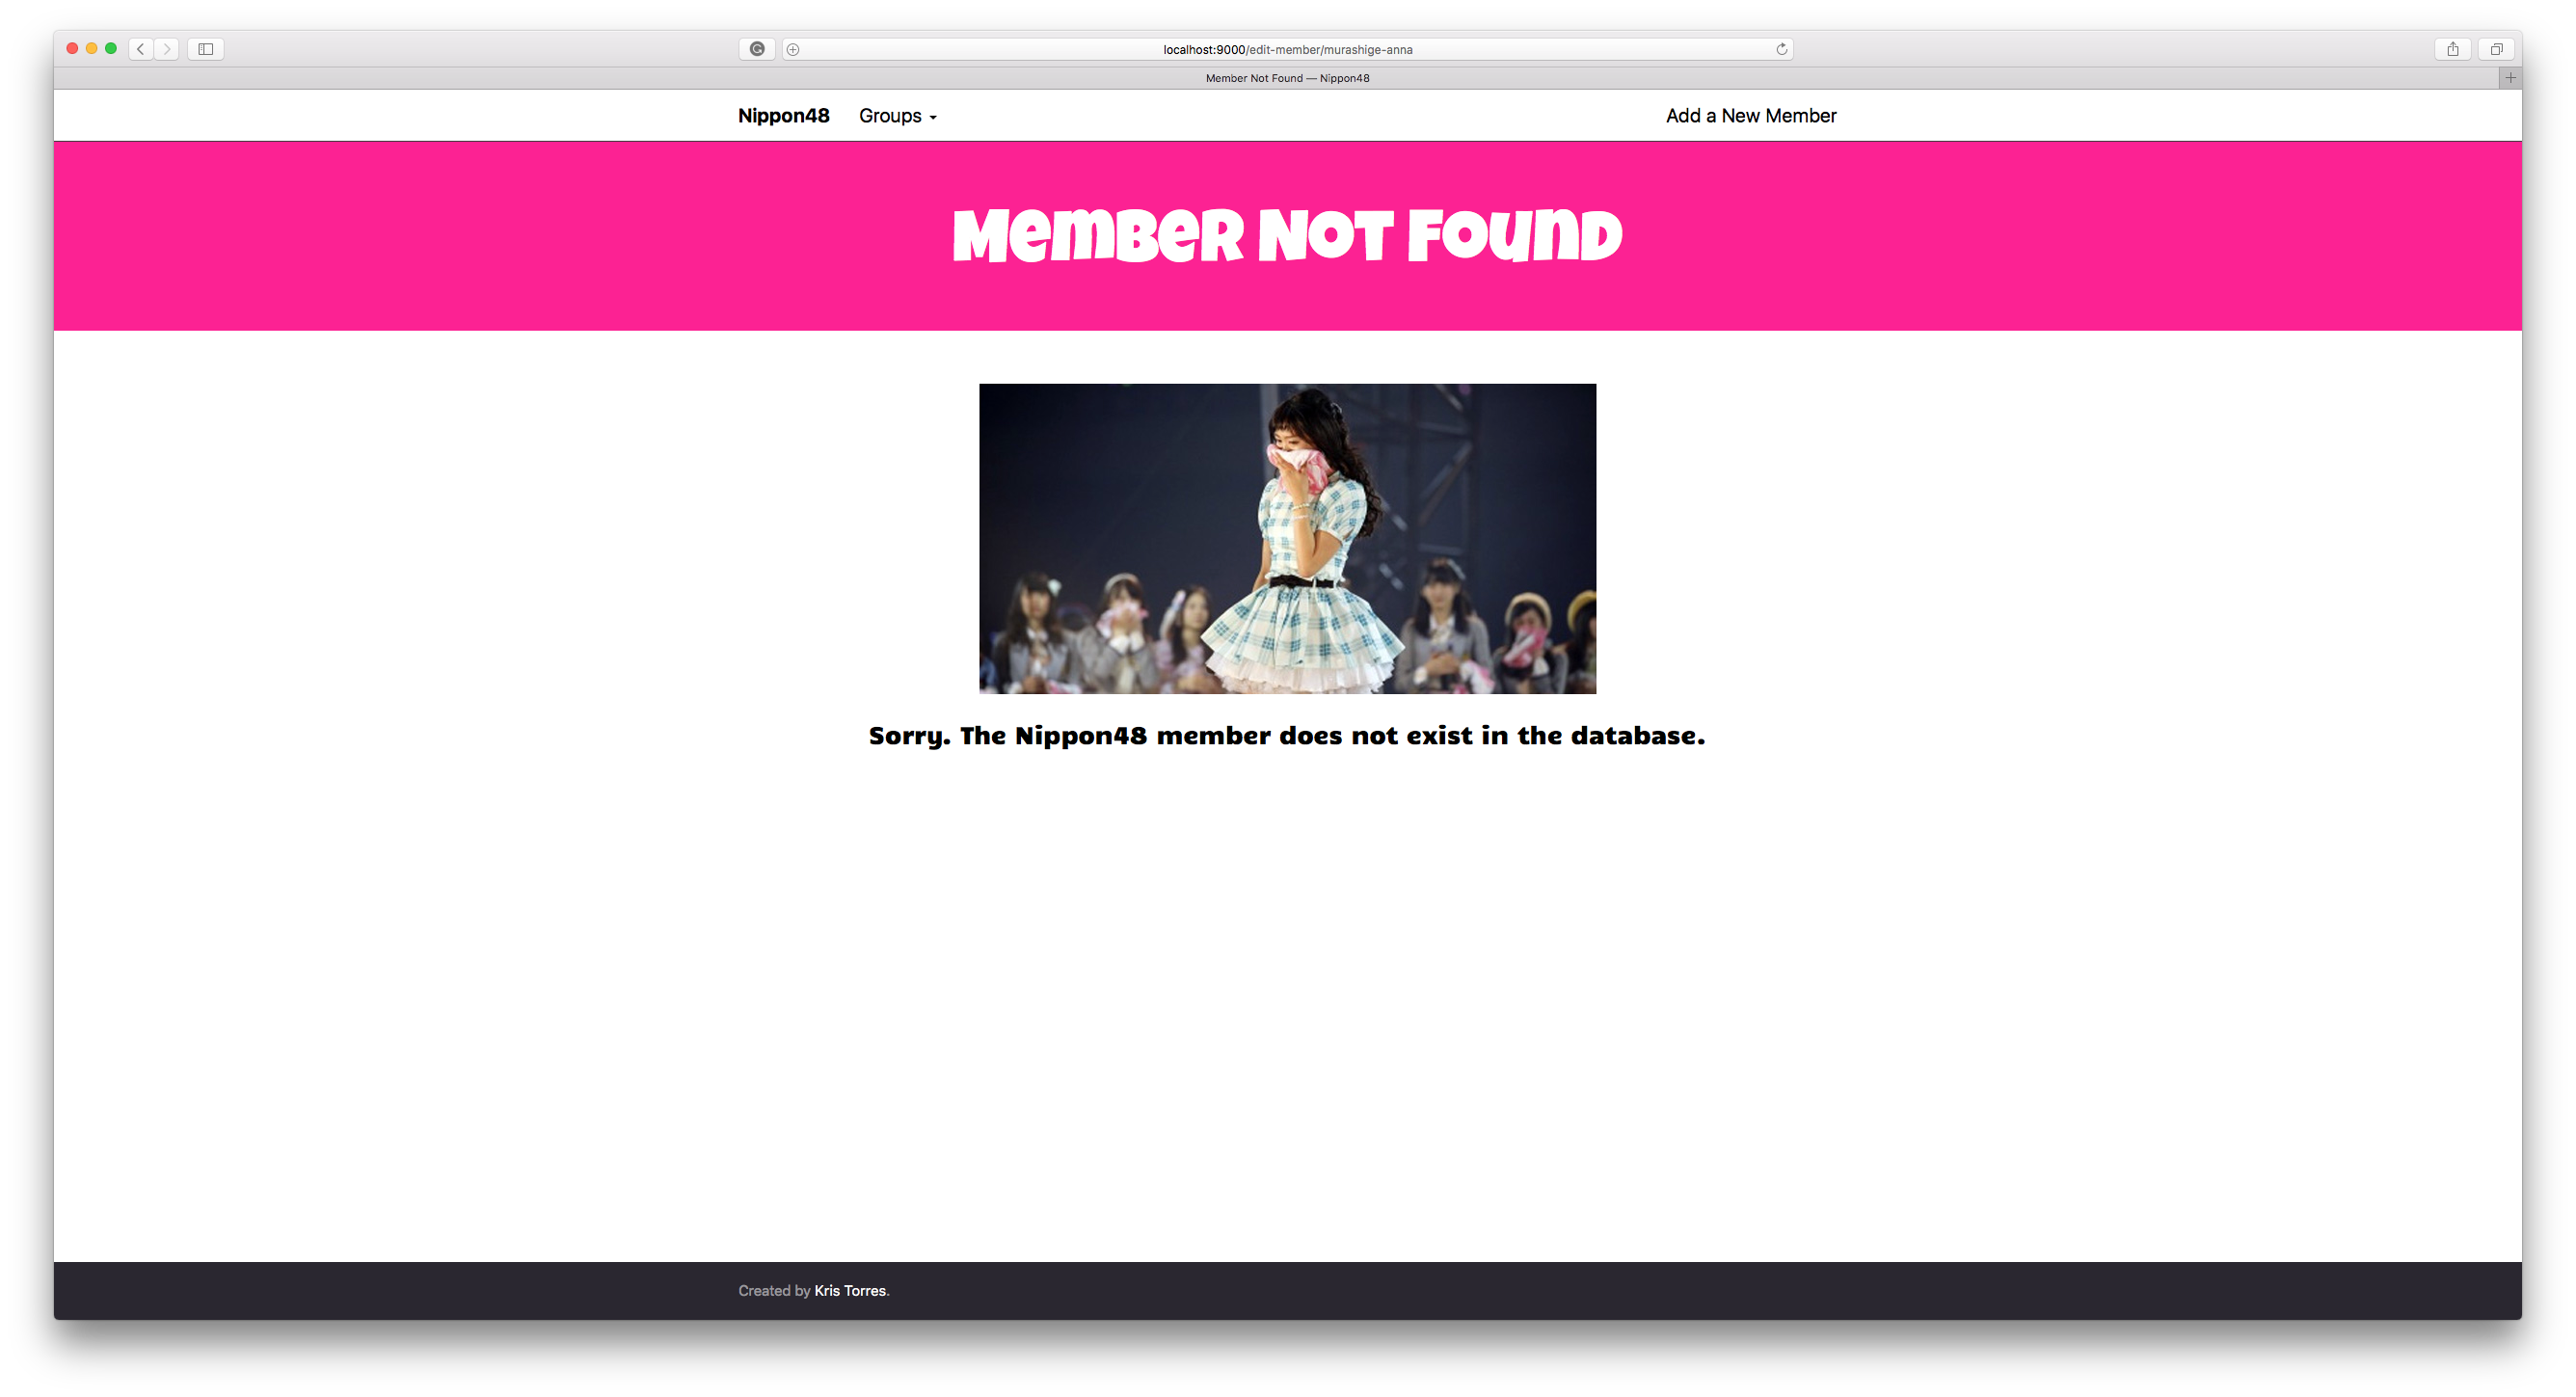 localhost:9000/edit-member/murashige-anna
Member Not Found — Nippon48
Nippon48 Groups Add a New Member
Member Not Found
Sorry. The Nippon48 member does not exist in the database.
Created by Kris Torres.